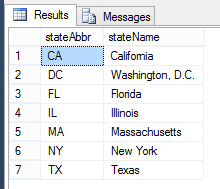 Results Messages
stateAbbr stateName
1 CA California
2 DC Washington, D.C.
3 FL Florida
4 IL Illinois
5 MA Massachusetts
6 NY New York
7 TX Texas